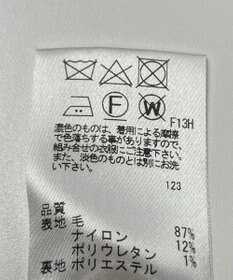 F W F13H
濃色のものは、着用による摩擦
で色落ちする事がありますので、
組み合せの衣服にご注意下さい。
また、淡色のものとは別にお洗
い下さい。
123
品質
表地 毛 87%
ナイロン 12%
ポリウレタン 1%
裏地 ポリエステル